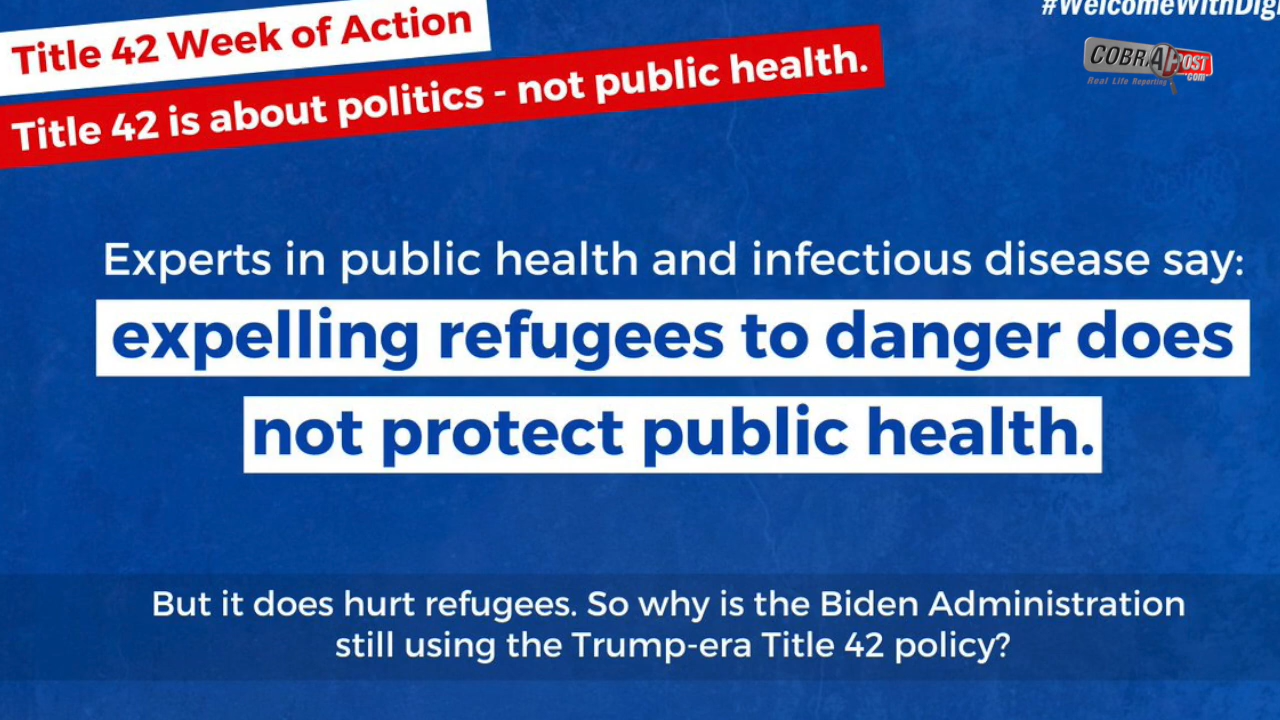 #WelcomeWithDig
Title 42 Week of Action
COBRAPOST
.com
Real Life Reporting
Title 42 is about politics - not public health.
Experts in public health and infectious disease say:
expelling refugees to danger does
not protect public health.
But it does hurt refugees. So why is the Biden Administration
still using the Trump-era Title 42 policy?